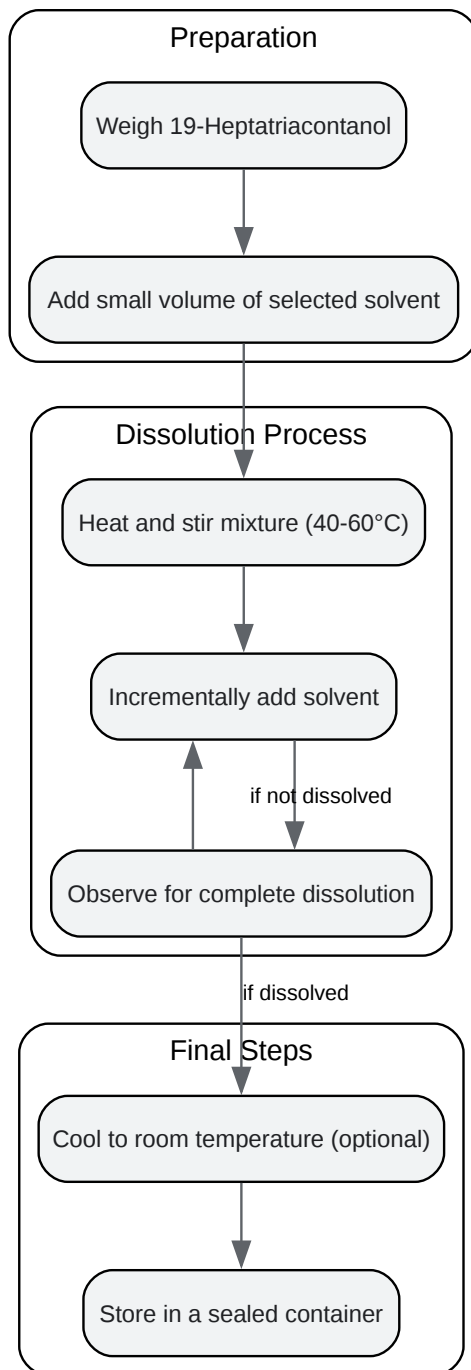 Preparation
Weigh 19-Heptatriacontanol
Add small volume of selected solvent
Dissolution Process
Heat and stir mixture (40-60°C)
Incrementally add solvent
if not dissolved
Observe for complete dissolution
if dissolved
Final Steps
Cool to room temperature (optional)
Store in a sealed container